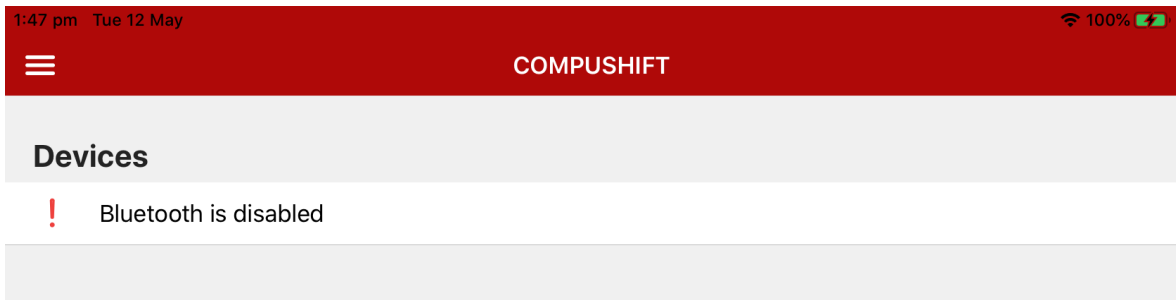 1:47 pm Tue 12 May 100%
COMPUSHIFT
Devices
Bluetooth is disabled